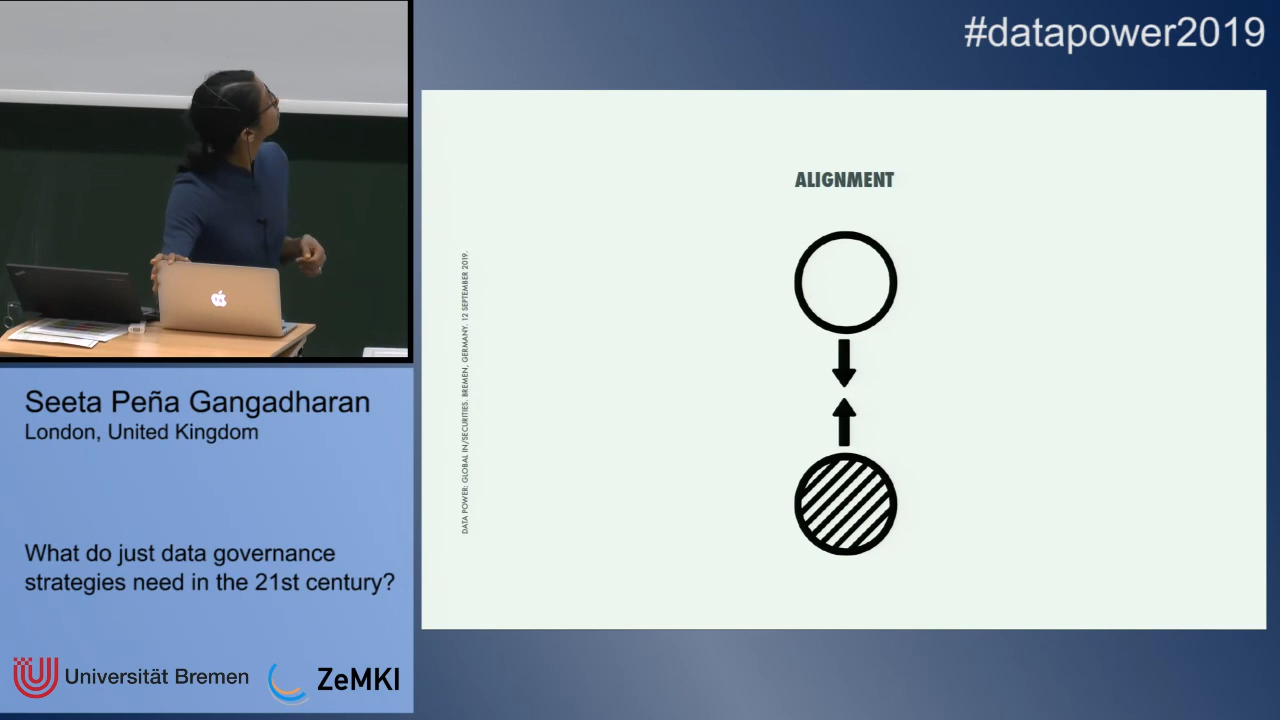 #datapower2019
ALIGNMENT
DATA POWER: GLOBAL IN/SECURITIES. BREMEN, GERMANY. 12 SEPTEMBER 2019.
Seeta Peña Gangadharan
London, United Kingdom
What do just data governance
strategies need in the 21st century?
Universität Bremen
ZeMKI